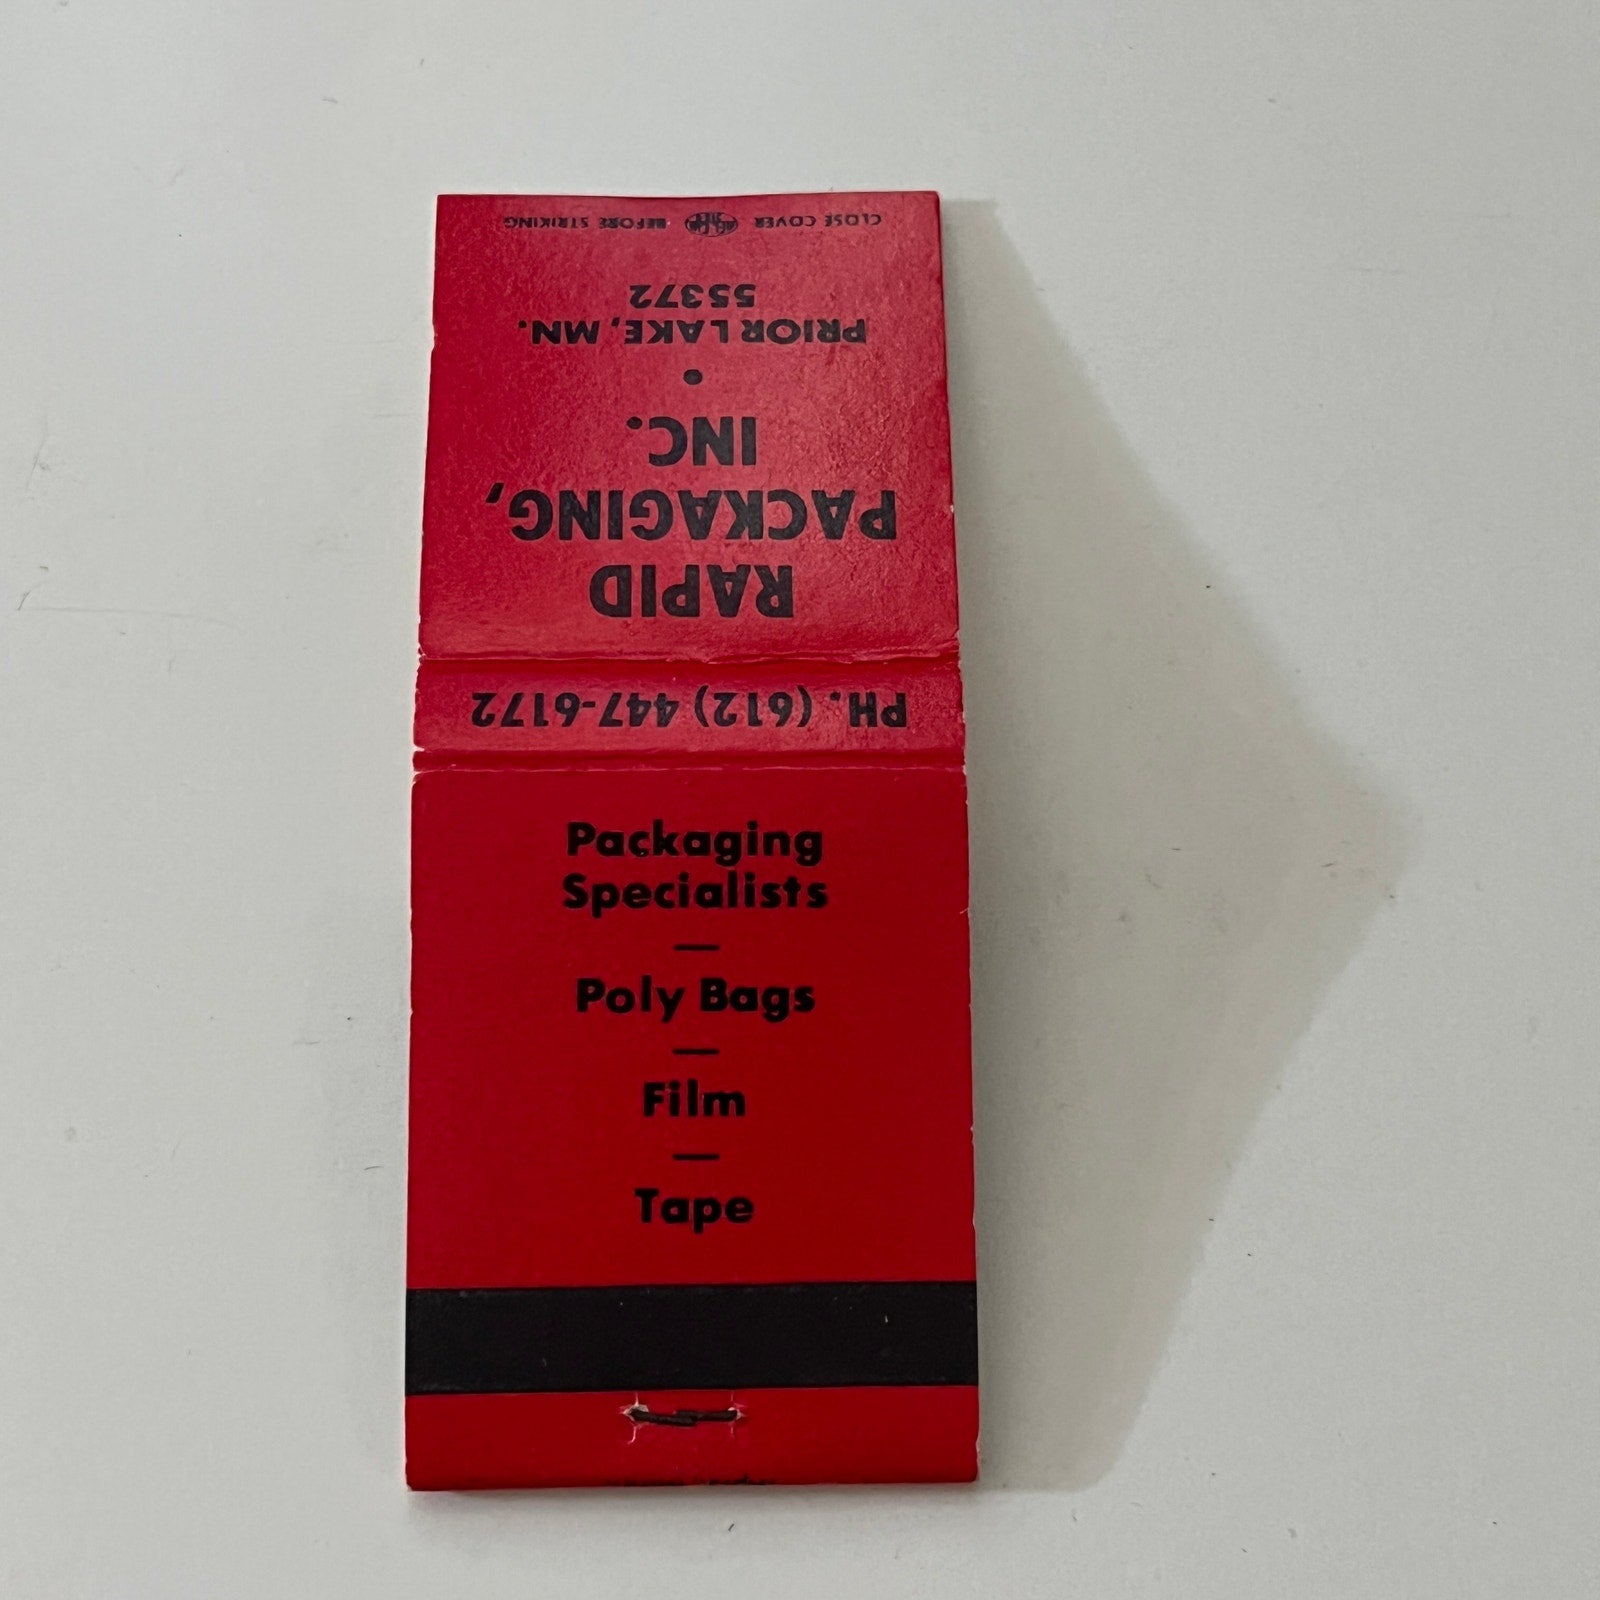 RAPID
PACKAGING,
INC.
•
PRIOR LAKE, MN.
55372
CLOSE COVER BEFORE STRIKING
PH. (612) 447-6172
Packaging
Specialists
—
Poly Bags
—
Film
—
Tape